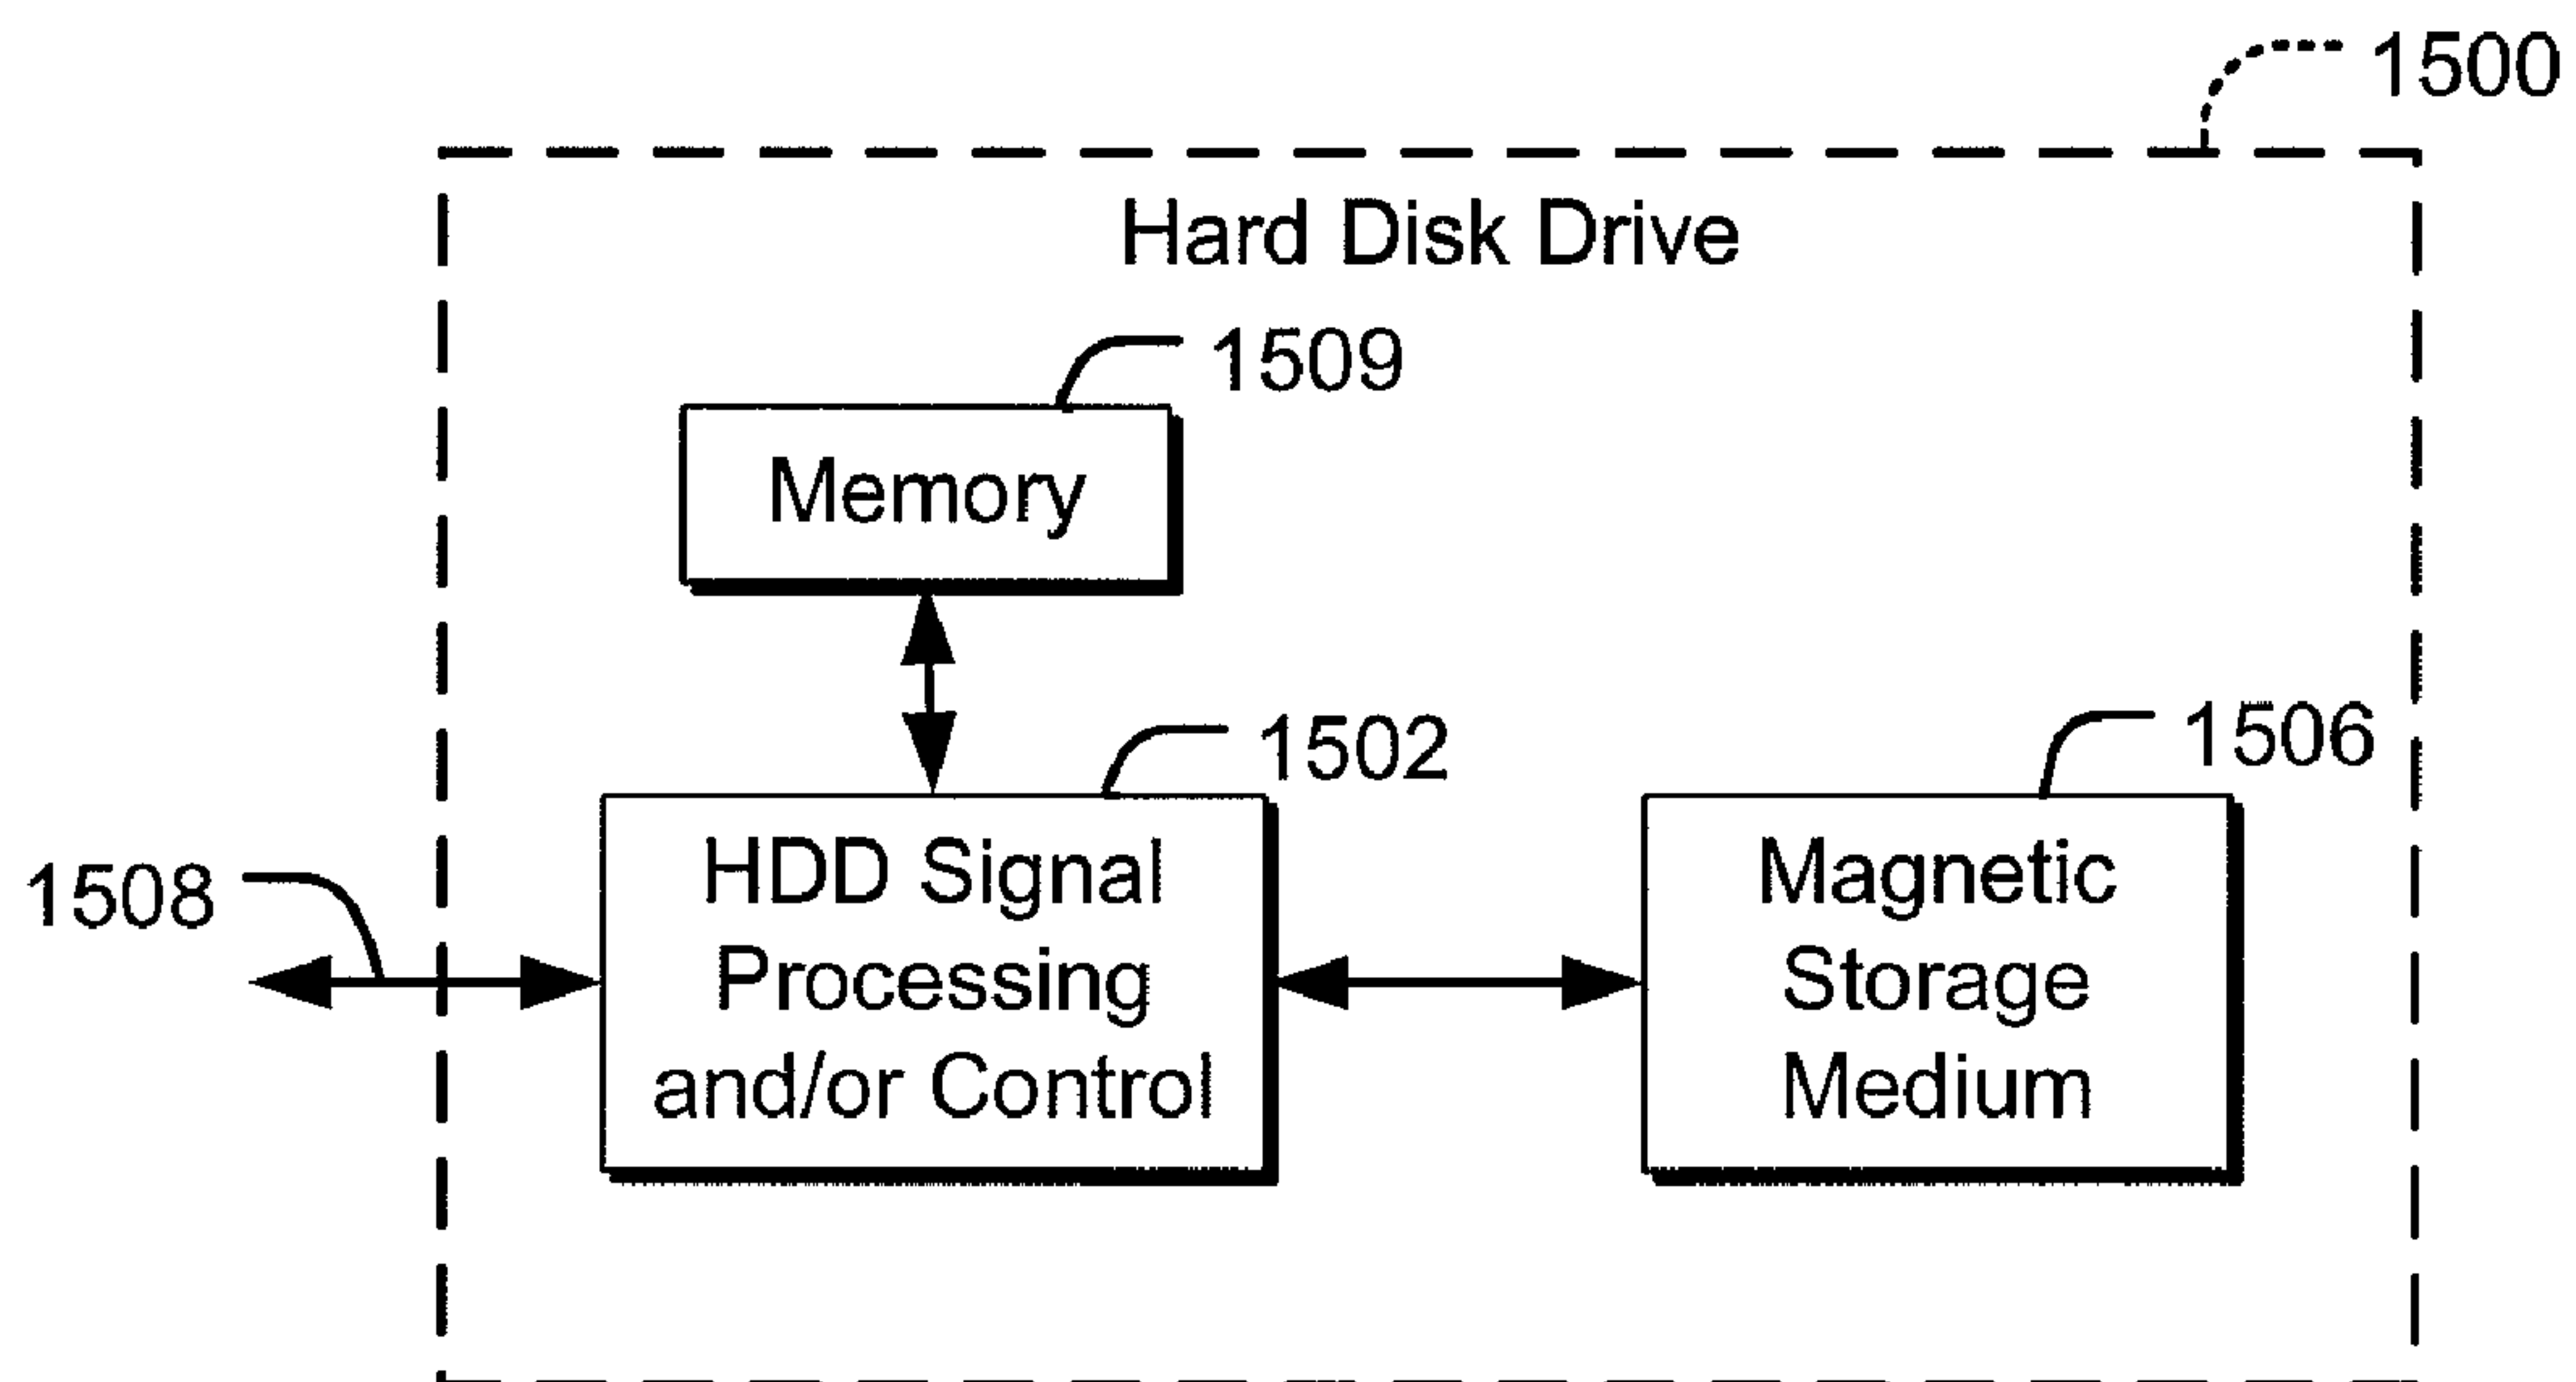 1500
Hard Disk Drive
1509
Memory
1502
1506
1508
HDD Signal
Processing
and/or Control
Magnetic
Storage
Medium